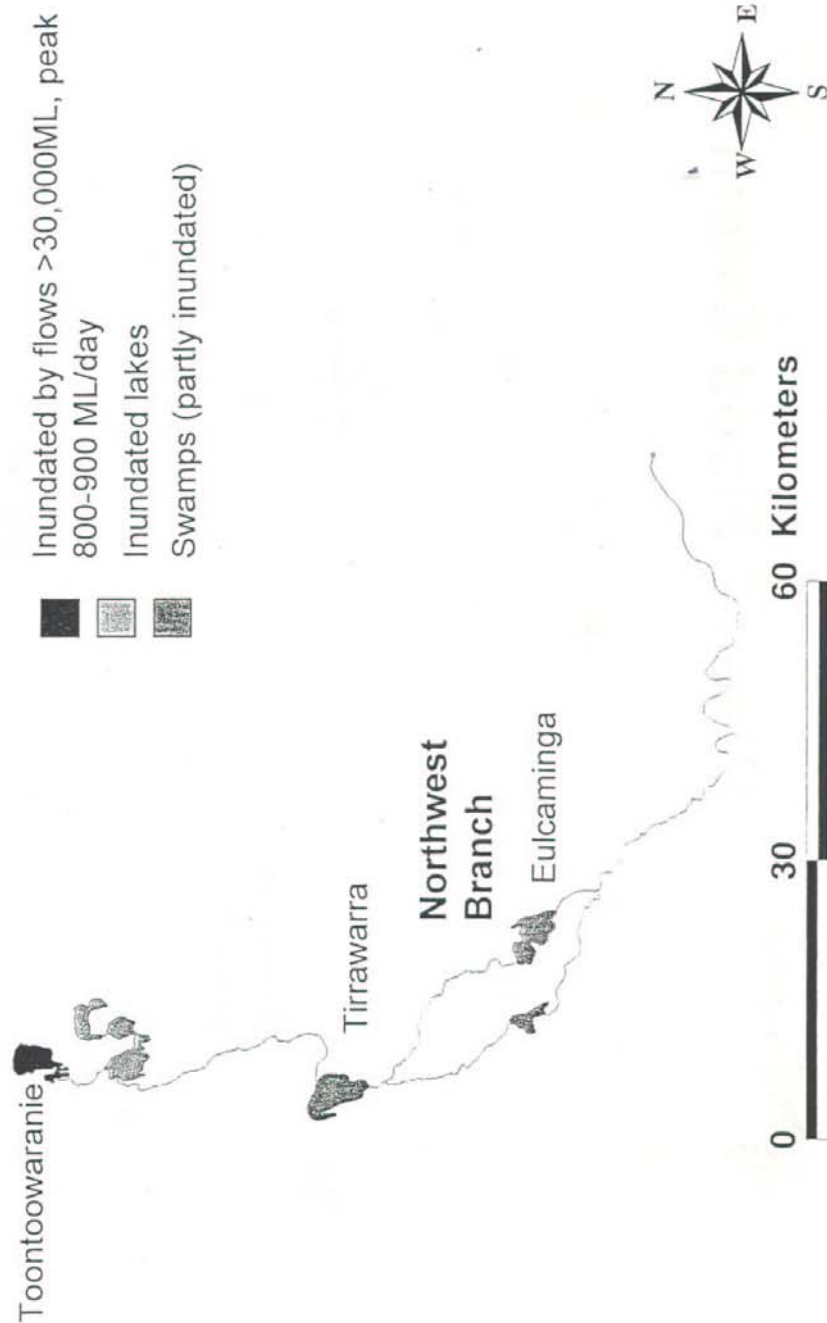 Toontoowaranie
Inundated by flows >30,000ML, peak
800-900 ML/day
Inundated lakes
Swamps (partly inundated)
Tirrawarra
Northwest
Branch
Eulcaminga
N
W
E
S
0
30
60 Kilometers